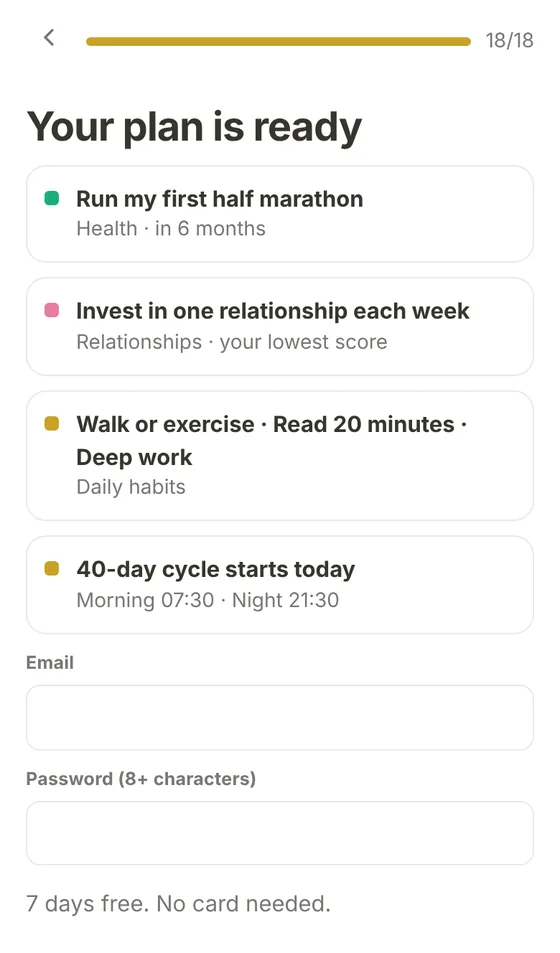 18/18
Your plan is ready
Run my first half marathon
Health · in 6 months
Invest in one relationship each week
Relationships · your lowest score
Walk or exercise · Read 20 minutes ·
Deep work
Daily habits
40-day cycle starts today
Morning 07:30 · Night 21:30
Email
Password (8+ characters)
7 days free. No card needed.